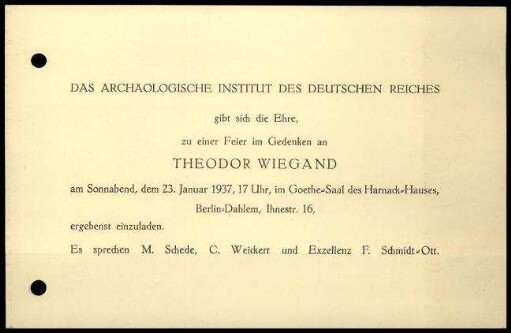 DAS ARCHÄOLOGISCHE INSTITUT DES DEUTSCHEN REICHES
gibt sich die Ehre,
zu einer Feier im Gedenken an
THEODOR WIEGAND
am Sonnabend, dem 23. Januar 1937, 17 Uhr, im Goethe=Saal des Harnack=Hauses,
Berlin=Dahlem, Ihnestr. 16,
ergebenst einzuladen.
Es sprechen M. Schede, C. Weickert und Exzellenz F. Schmidt=Ott.